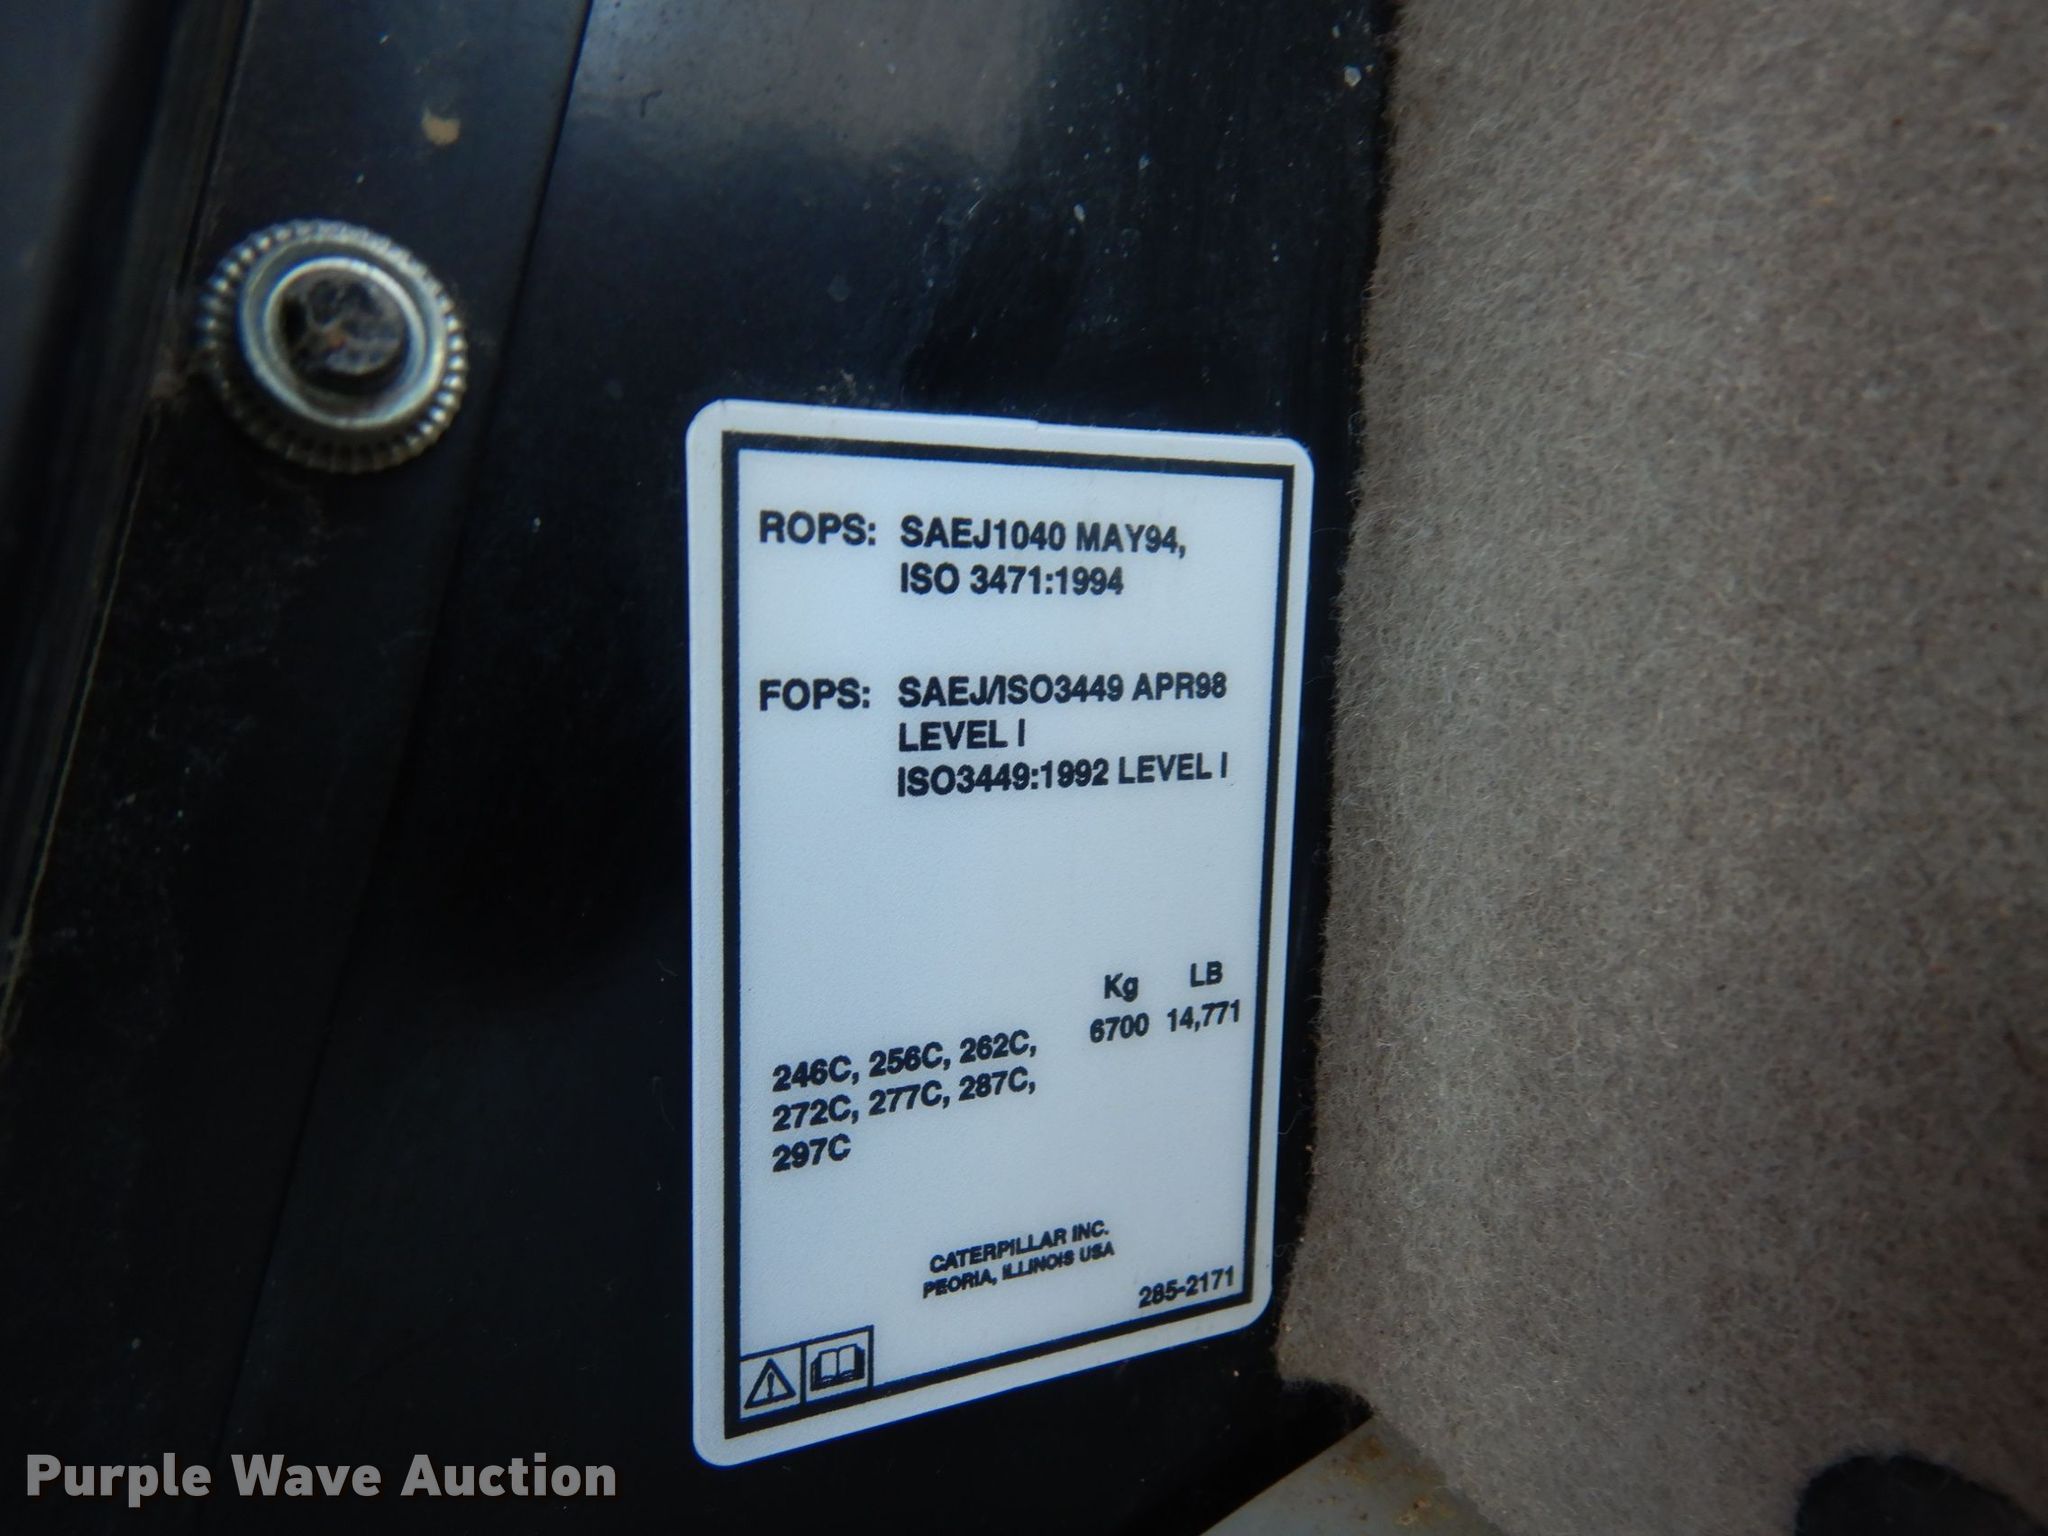 ROPS: SAEJ1040 MAY94,
ISO 3471:1994
FOPS: SAEJ/ISO3449 APR98
LEVEL I
ISO3449:1992 LEVEL I
Kg LB
6700 14,771
246C, 256C, 262C,
272C, 277C, 287C,
297C
CATERPILLAR INC.
PEORIA, ILLINOIS USA
285-2171
Purple Wave Auction